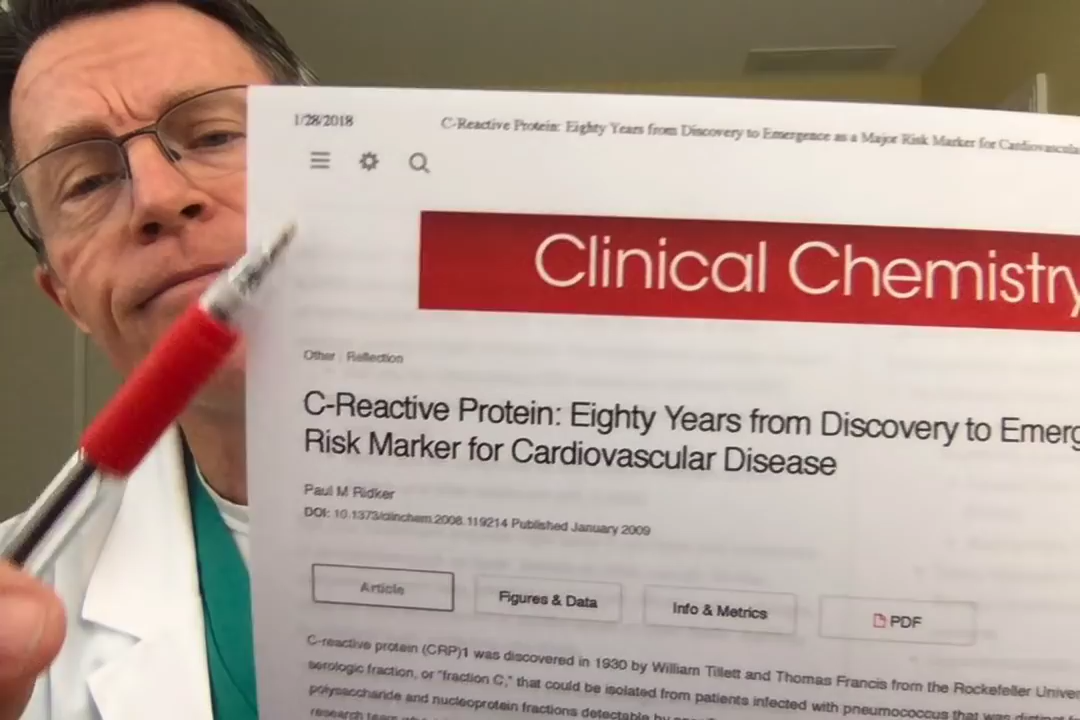 1/28/2018
C-Reactive Protein: Eighty Years from Discovery to Emergence as a Major Risk Marker for Cardiovascula
Clinical Chemistry
Other Reflection
C-Reactive Protein: Eighty Years from Discovery to Emerg
Risk Marker for Cardiovascular Disease
Paul M Ridker
DOI: 10.1373/clinchem.2008.119214 Published January 2009
Article
Figures & Data
Info & Metrics
PDF
C-reactive protein (CRP)1 was discovered in 1930 by William Tillett and Thomas Francis from the Rockefeller Univer
serologic fraction, or "fraction C," that could be isolated from patients infected with pneumococcus that was
polysaccharide and nucleoprotein fractions detectable by
research